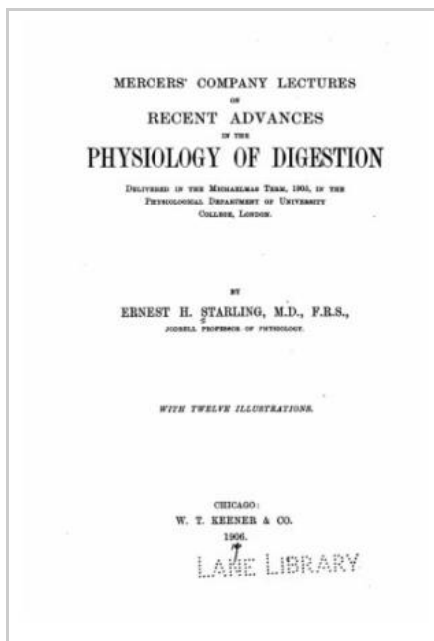 MERCERS' COMPANY LECTURES
ON
RECENT ADVANCES
IN THE
PHYSIOLOGY OF DIGESTION
DELIVERED IN THE MICHAELMAS TERM, 1905, IN THE
PHYSIOLOGICAL DEPARTMENT OF UNIVERSITY
COLLEGE, LONDON.
BY
ERNEST H. STARLING, M.D., F.R.S.,
JODRELL PROFESSOR OF PHYSIOLOGY.
WITH TWELVE ILLUSTRATIONS.
CHICAGO:
W. T. KEENER & CO.
1906.
LANE LIBRARY